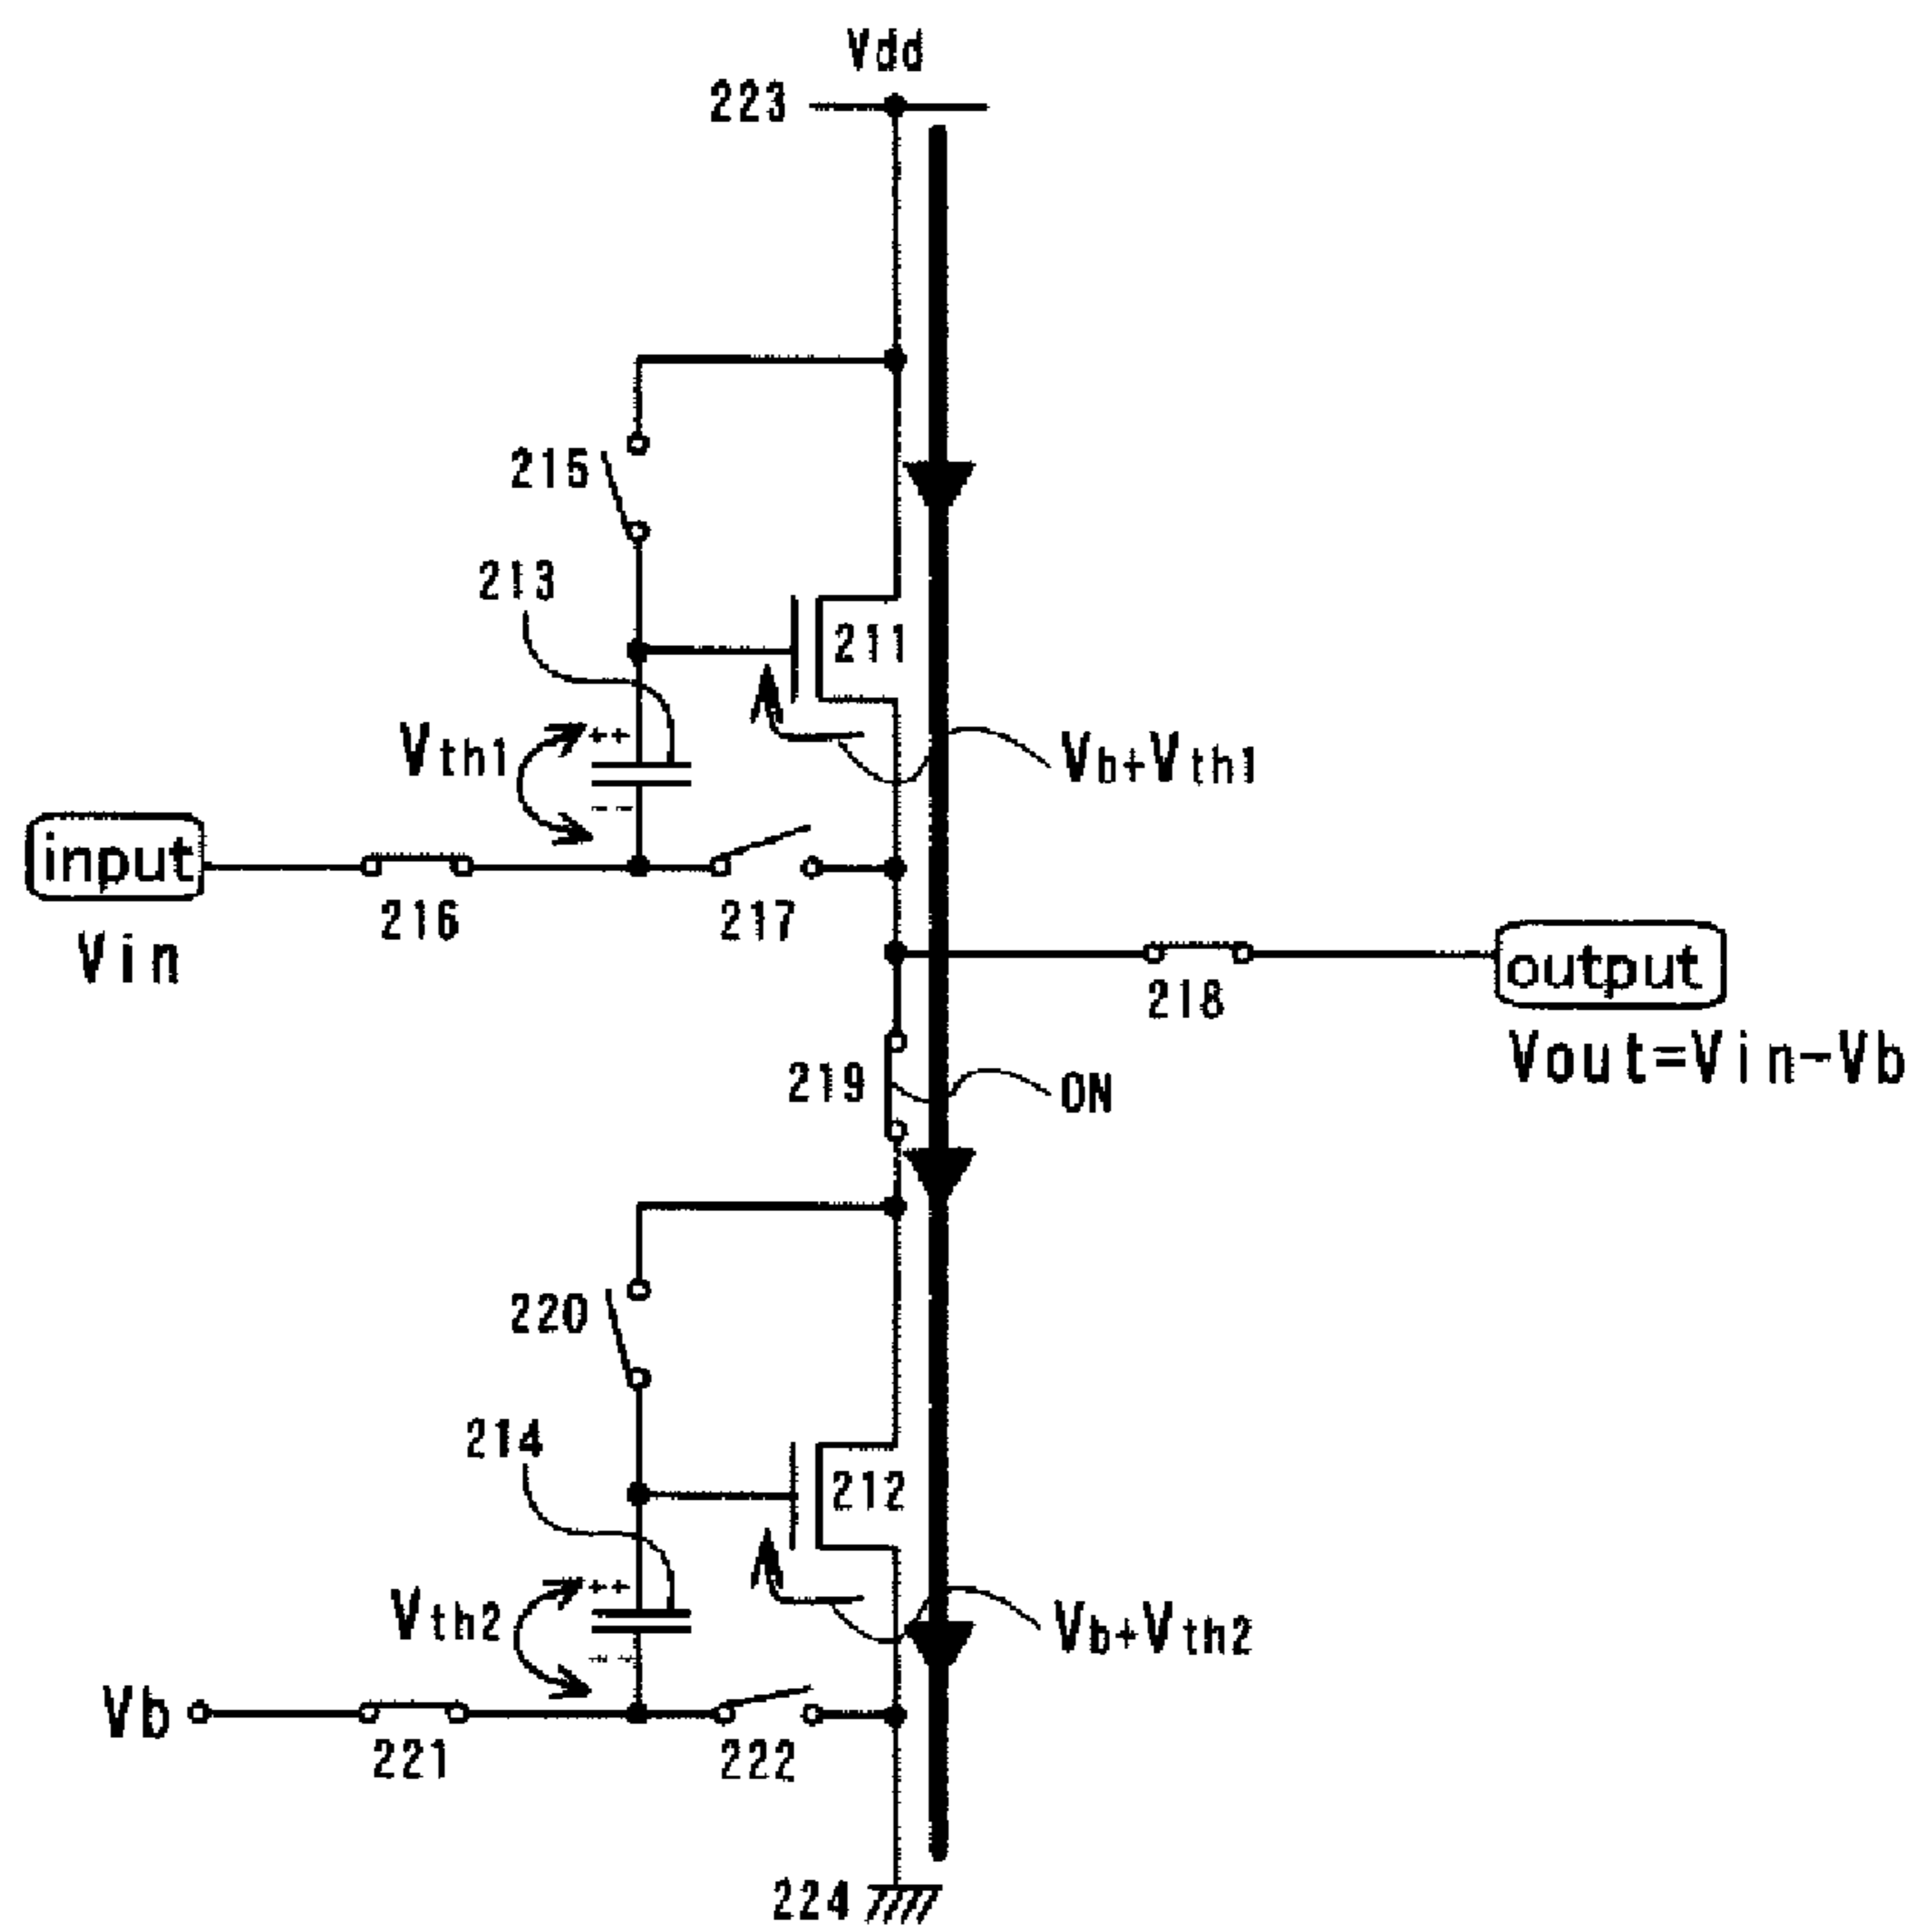 Vdd
223
215
213
211
Vth1
++
Vb+Vth1
--
input
216
217
Vin
output
218
Vout=Vin-Vb
219
ON
220
214
212
++
Vth2
Vb+Vth2
--
Vb
221
222
224